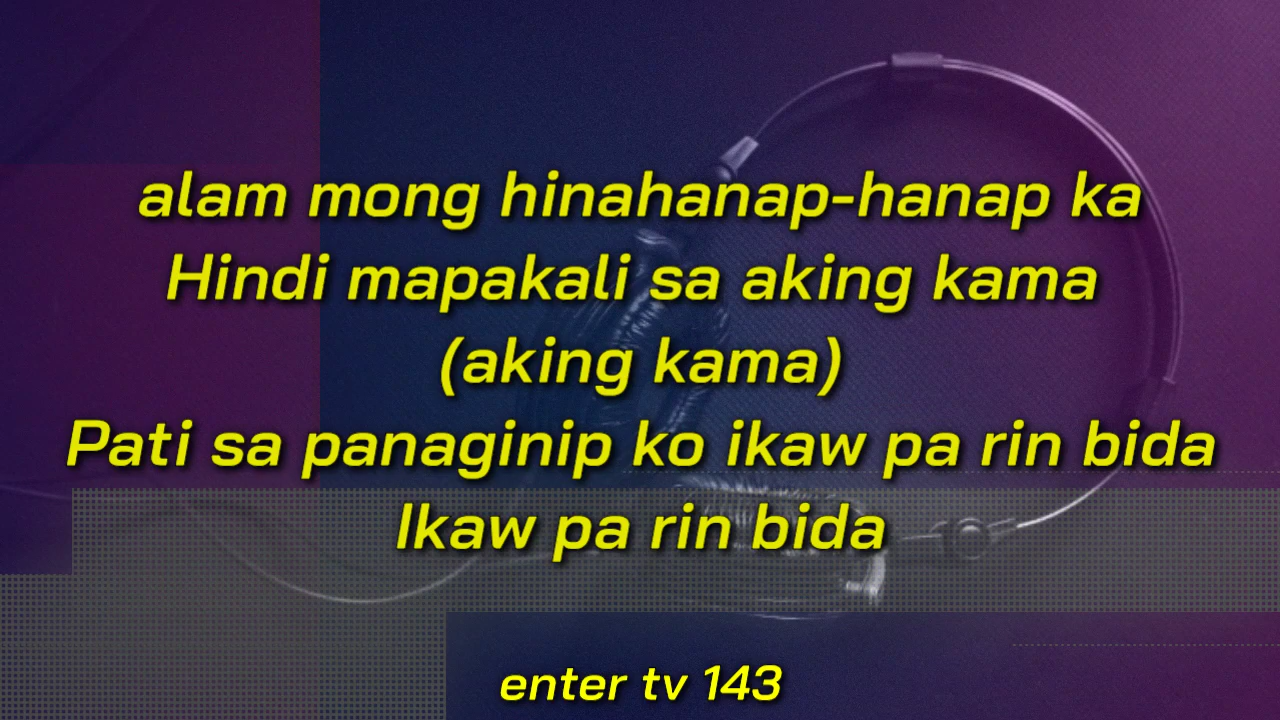 alam mong hinahanap-hanap ka
Hindi mapakali sa aking kama
(aking kama)
Pati sa panaginip ko ikaw pa rin bida
Ikaw pa rin bida
enter tv 143